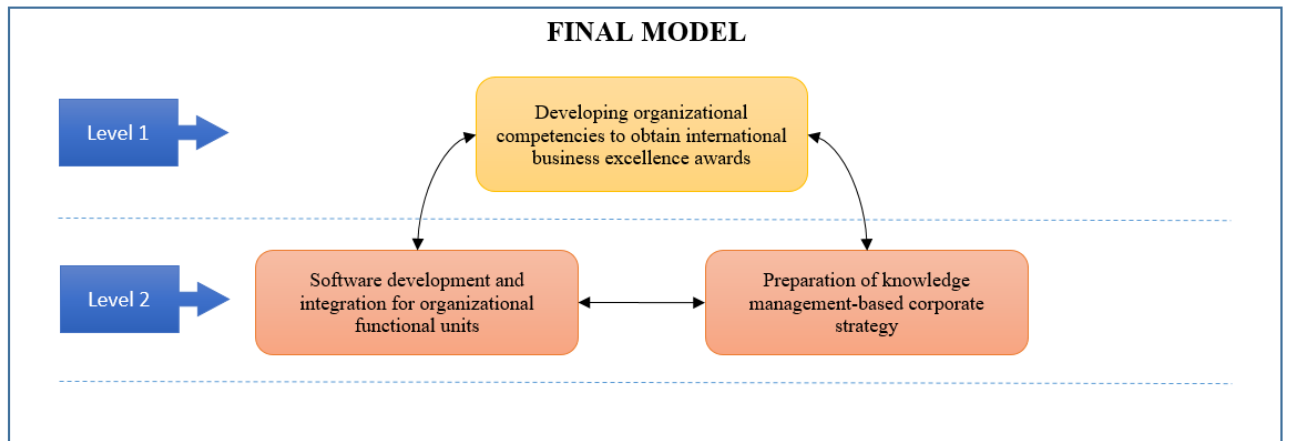 FINAL MODEL
Level 1
Developing organizational
competencies to obtain international
business excellence awards
Level 2
Software development and
integration for organizational
functional units
Preparation of knowledge
management-based corporate
strategy